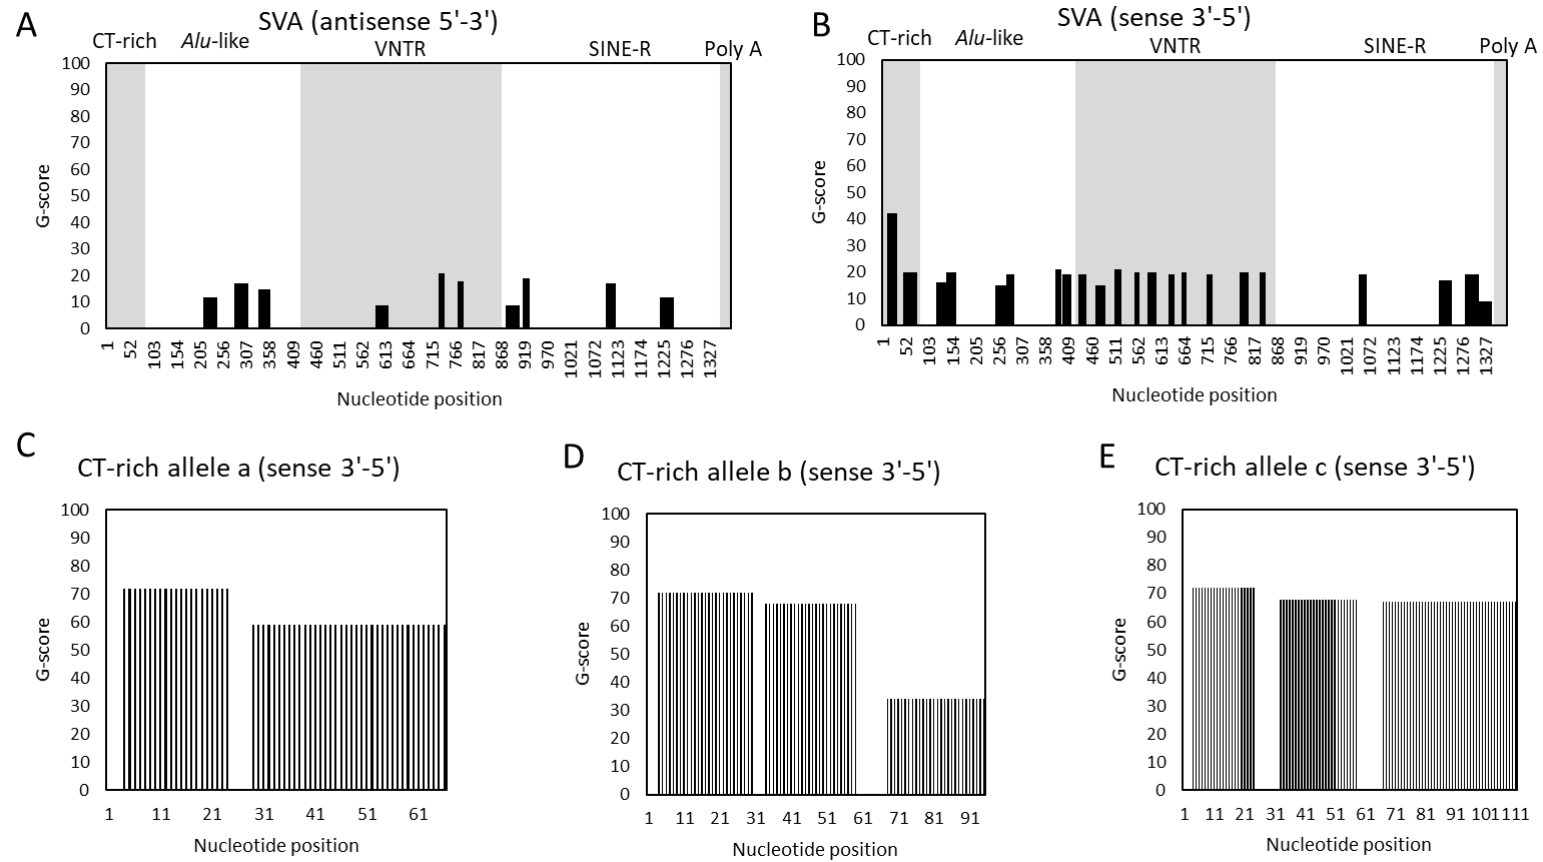 A
SVA (antisense 5'-3')
CT-rich
Alu-like
VNTR
SINE-R
Poly A
100
90
80
70
60
50
40
30
20
10
0
G-score
1 52 103 154 205 256 307 358 409 460 511 562 613 664 715 766 817 868 919 970 1021 1072 1123 1174 1225 1276 1327
Nucleotide position
B
SVA (sense 3'-5')
CT-rich
Alu-like
VNTR
SINE-R
Poly A
100
90
80
70
60
50
40
30
20
10
0
G-score
1 52 103 154 205 256 307 358 409 460 511 562 613 664 715 766 817 868 919 970 1021 1072 1123 1174 1225 1276 1327
Nucleotide position
C
CT-rich allele a (sense 3'-5')
100
90
80
70
60
50
40
30
20
10
0
G-score
1 11 21 31 41 51 61
Nucleotide position
D
CT-rich allele b (sense 3'-5')
100
90
80
70
60
50
40
30
20
10
0
G-score
1 11 21 31 41 51 61 71 81 91
Nucleotide position
E
CT-rich allele c (sense 3'-5')
100
90
80
70
60
50
40
30
20
10
0
G-score
1 11 21 31 41 51 61 71 81 91 101 111
Nucleotide position